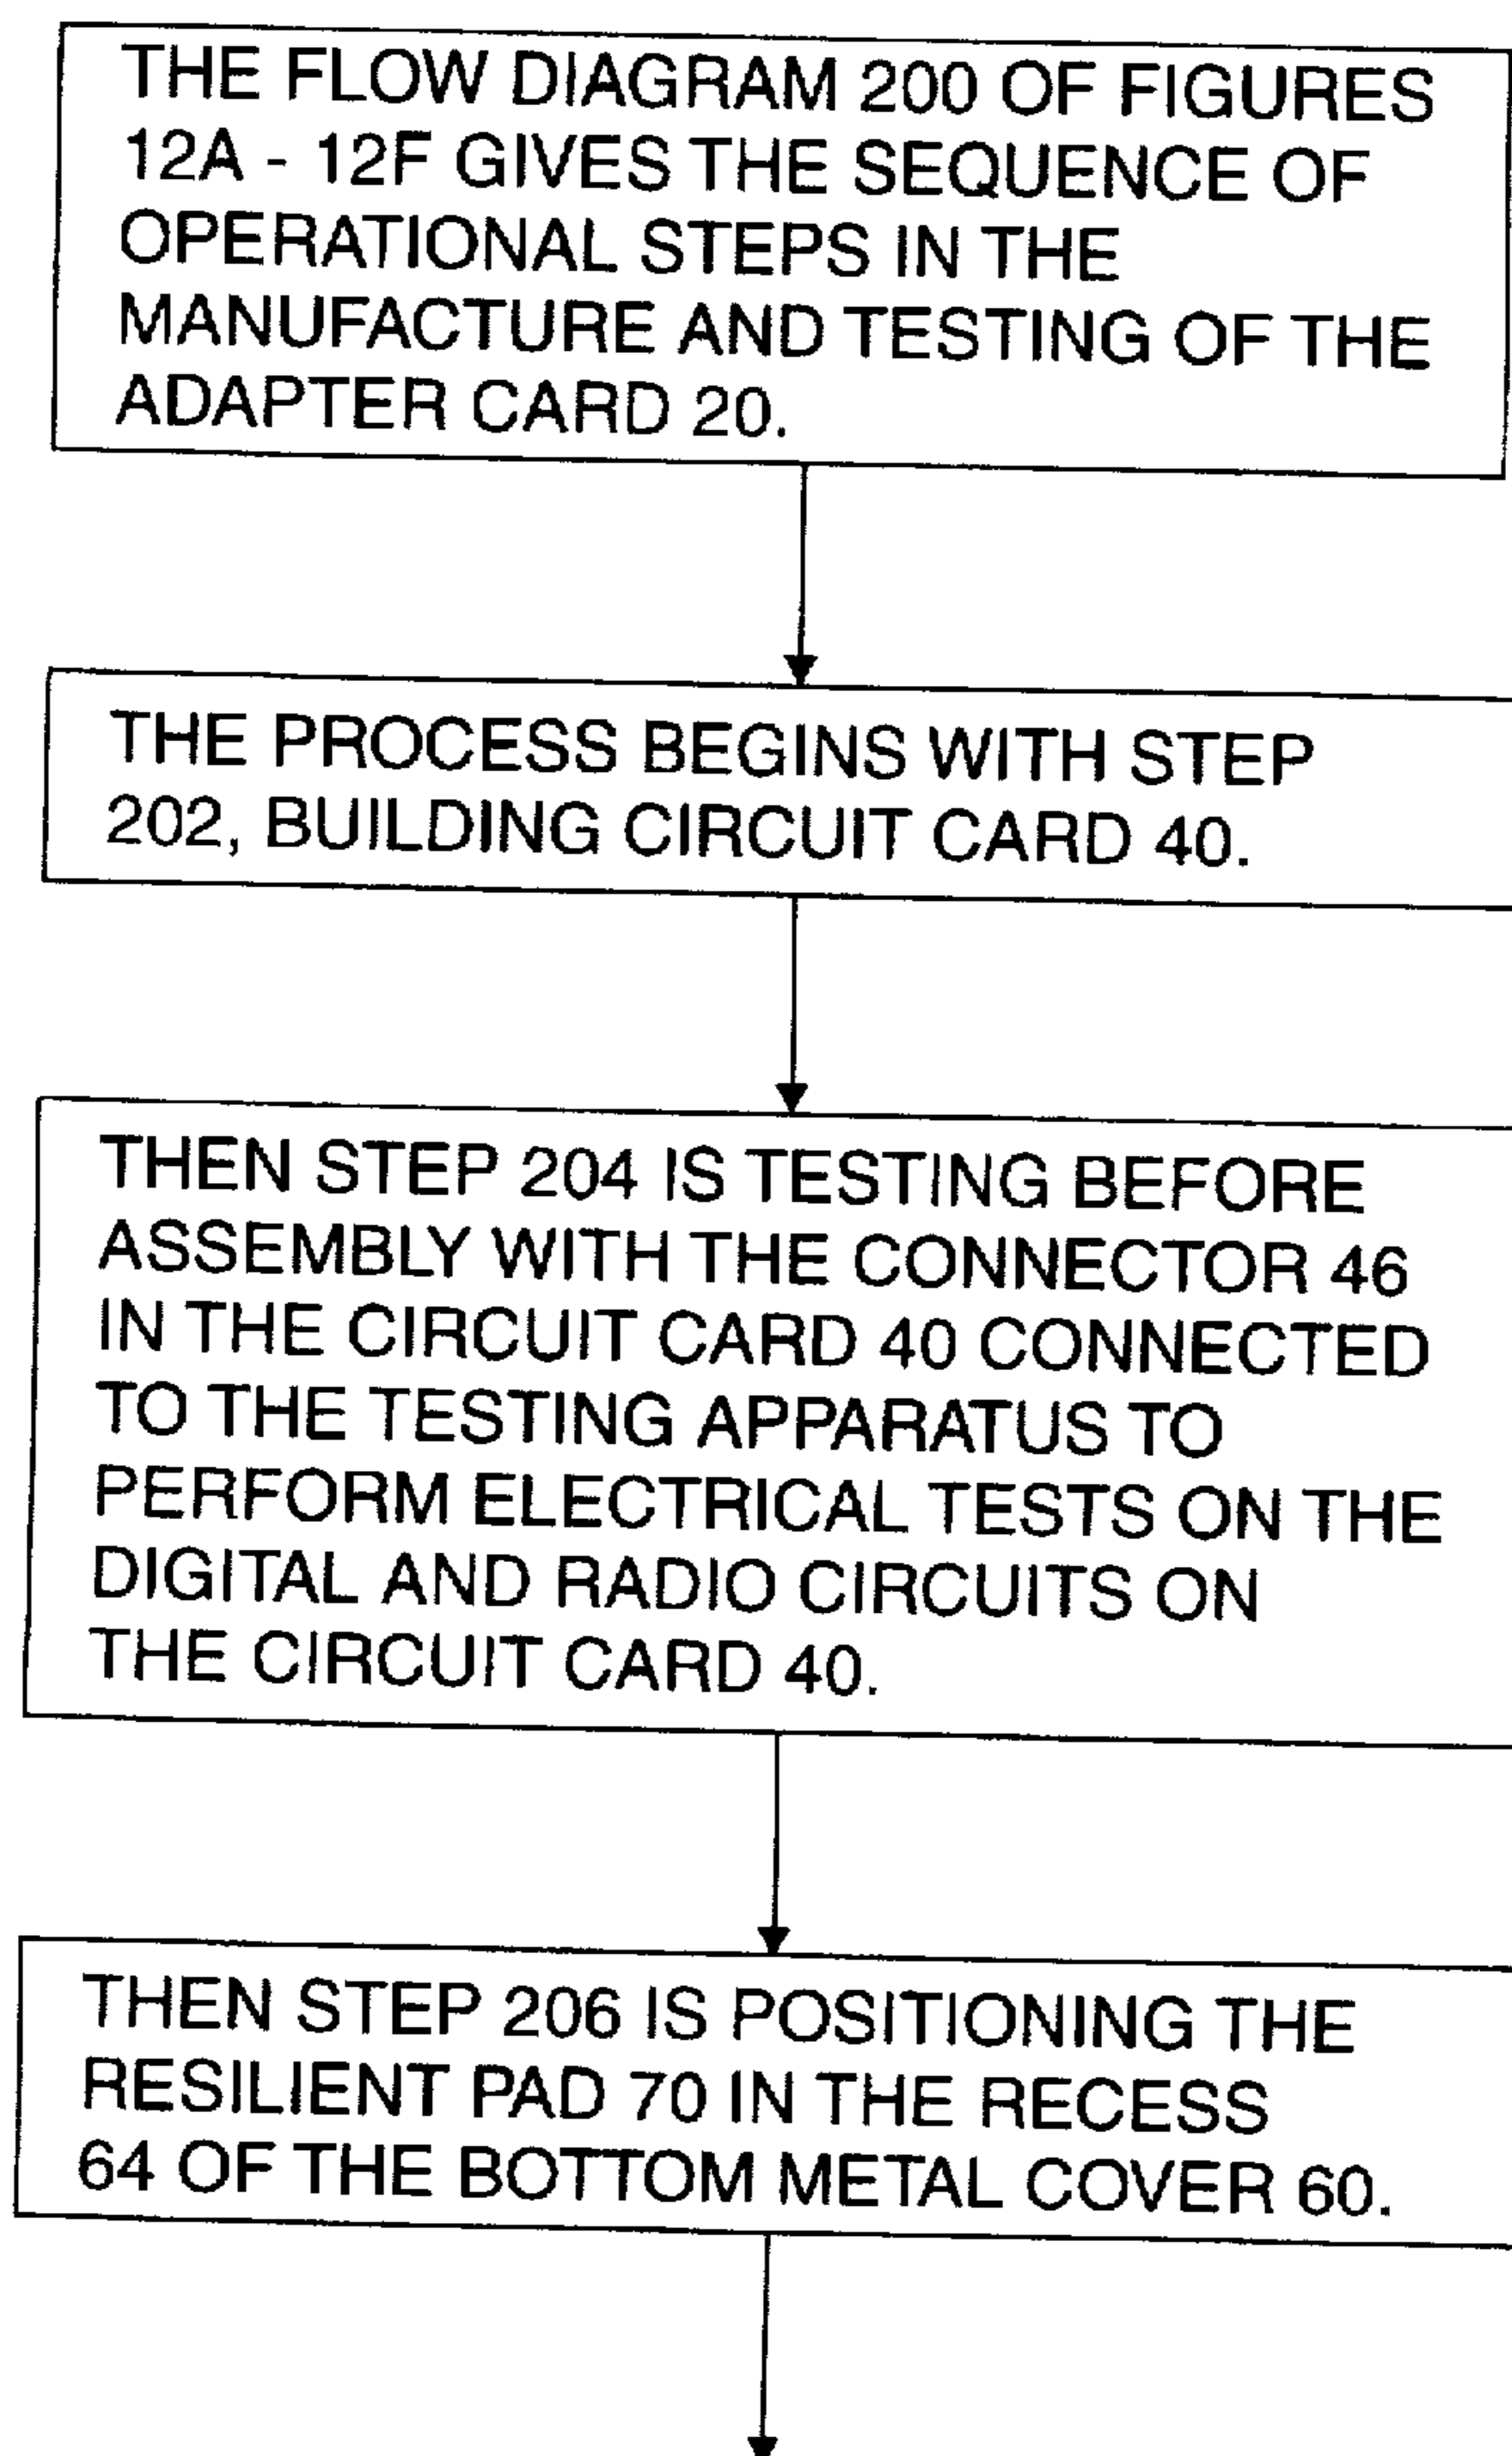 THE FLOW DIAGRAM 200 OF FIGURES
12A - 12F GIVES THE SEQUENCE OF
OPERATIONAL STEPS IN THE
MANUFACTURE AND TESTING OF THE
ADAPTER CARD 20.
THE PROCESS BEGINS WITH STEP
202, BUILDING CIRCUIT CARD 40.
THEN STEP 204 IS TESTING BEFORE
ASSEMBLY WITH THE CONNECTOR 46
IN THE CIRCUIT CARD 40 CONNECTED
TO THE TESTING APPARATUS TO
PERFORM ELECTRICAL TESTS ON THE
DIGITAL AND RADIO CIRCUITS ON
THE CIRCUIT CARD 40.
THEN STEP 206 IS POSITIONING THE
RESILIENT PAD 70 IN THE RECESS
64 OF THE BOTTOM METAL COVER 60.